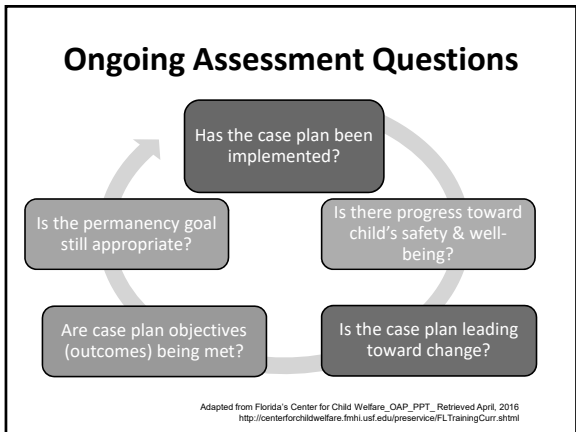 Ongoing Assessment Questions
Has the case plan been
implemented?
Is there progress toward
child's safety & well-
being?
Is the case plan leading
toward change?
Are case plan objectives
(outcomes) being met?
Is the permanency goal
still appropriate?
Adapted from Florida's Center for Child Welfare_OAP_PPT_ Retrieved April, 2016
http://centerforchildwelfare.fmhi.usf.edu/preservice/FLTrainingCurr.shtml